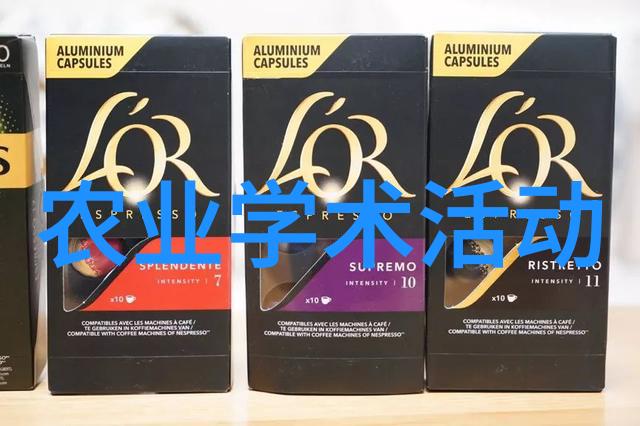 ALUMINIUM
CAPSULES
L'OR
ESPRESSO
SPLENDENTE
INTENSITY | 7
x10
COMPATIBLES AVEC LES MACHINES À CAFÉ /
TE GEBRUIKEN IN KOFFIEMACHINES VAN /
COMPATIBLE WITH COFFEE MACHINES OF NESPRESSO**
ALUMINIUM
CAPSULES
L'OR
ESPRESSO
SUPREMO
INTENSITY | 10
x10
COMPATIBLES AVEC LES MACHINES À CAFÉ /
TE GEBRUIKEN IN KOFFIEMACHINES VAN /
COMPATIBLE WITH COFFEE MACHINES OF NESPRESSO**
ALUMINIUM
CAPSULES
L'OR
ESPRESSO
RISTRETTO
INTENSITY | 11
x10
COMPATIBLES AVEC LES MACHINES À CAFÉ /
TE GEBRUIKEN IN KOFFIEMACHINES VAN /
COMPATIBLE WITH COFFEE MACHINES OF NESPRESSO**
农业学术活动